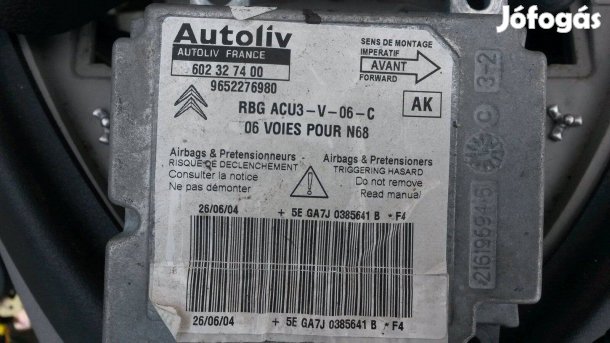 Jófogás
Autoliv
AUTOLIV FRANCE
602 32 74 00
9652276980
SENS DE MONTAGE
IMPERATIF
AVANT
FORWARD
RBG ACU3-V-06-C
06 VOIES POUR N68
AK
Airbags & Pretensionneurs
RISQUE DE DECLENCHEMENT
Consulter la notice
Ne pas démonter
Airbags & Pretensioners
TRIGGERING HASARD
Do not remove
Read manual
26/06/04 + 5E GA7J 0385641 B * F4
26/06/04 + 5E GA7J 0385641 B * F4
3-2